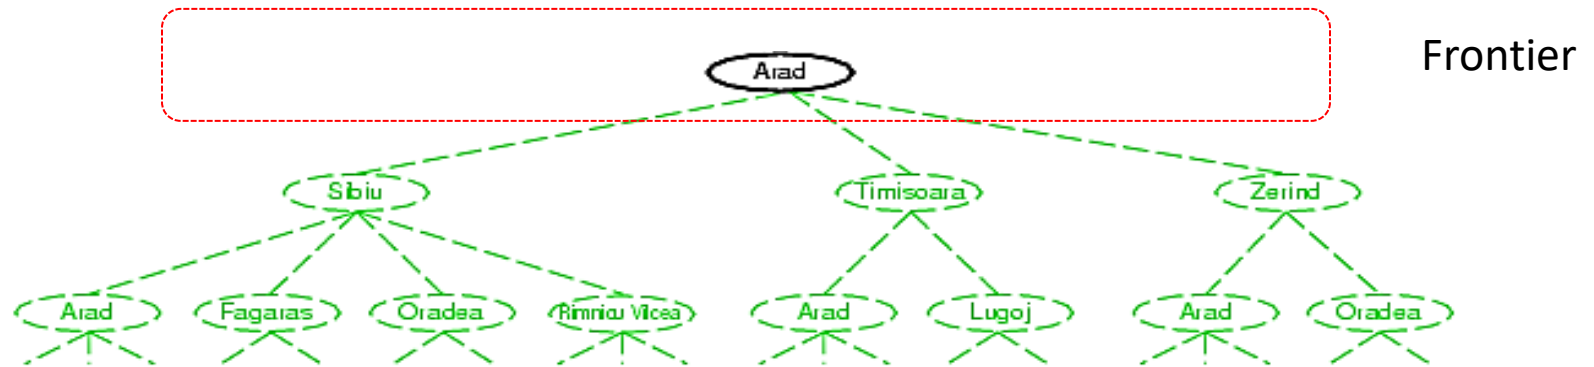 Frontier
Arad
Sibiu Timisoara Zerind
Arad Fagaras Oradea Rimnicu Vilcea Arad Lugoj Arad Oradea